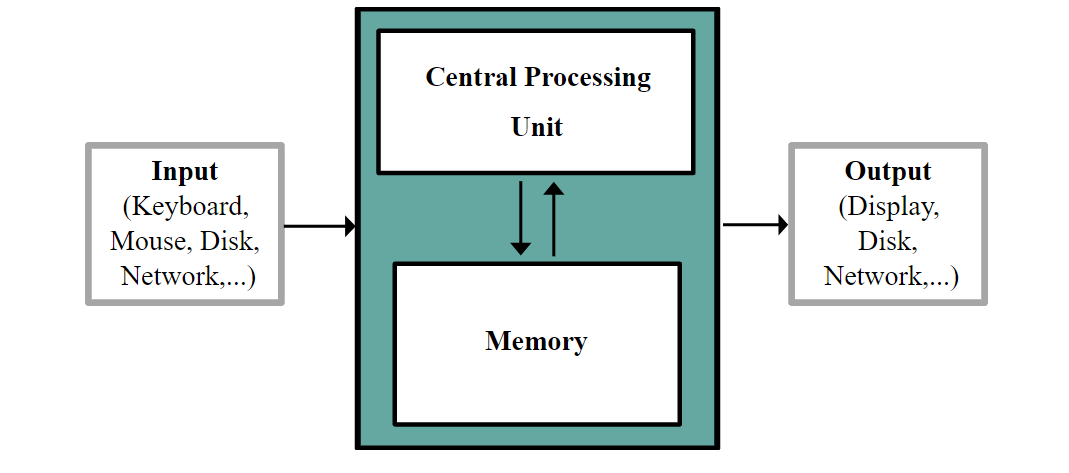 Central Processing
Unit
Input
(Keyboard,
Mouse, Disk,
Network,...)
Output
(Display,
Disk,
Network,...)
Memory